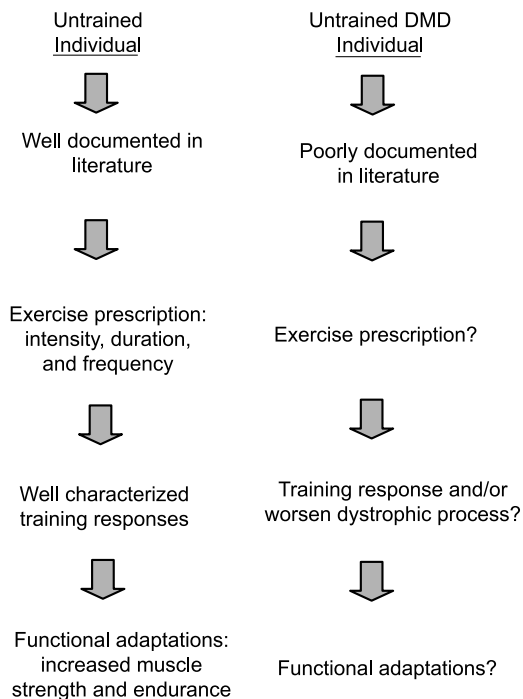 Untrained
Individual
Well documented in
literature
Exercise prescription:
intensity, duration,
and frequency
Well characterized
training responses
Functional adaptations:
increased muscle
strength and endurance
Untrained DMD
Individual
Poorly documented
in literature
Exercise prescription?
Training response and/or
worsen dystrophic process?
Functional adaptations?